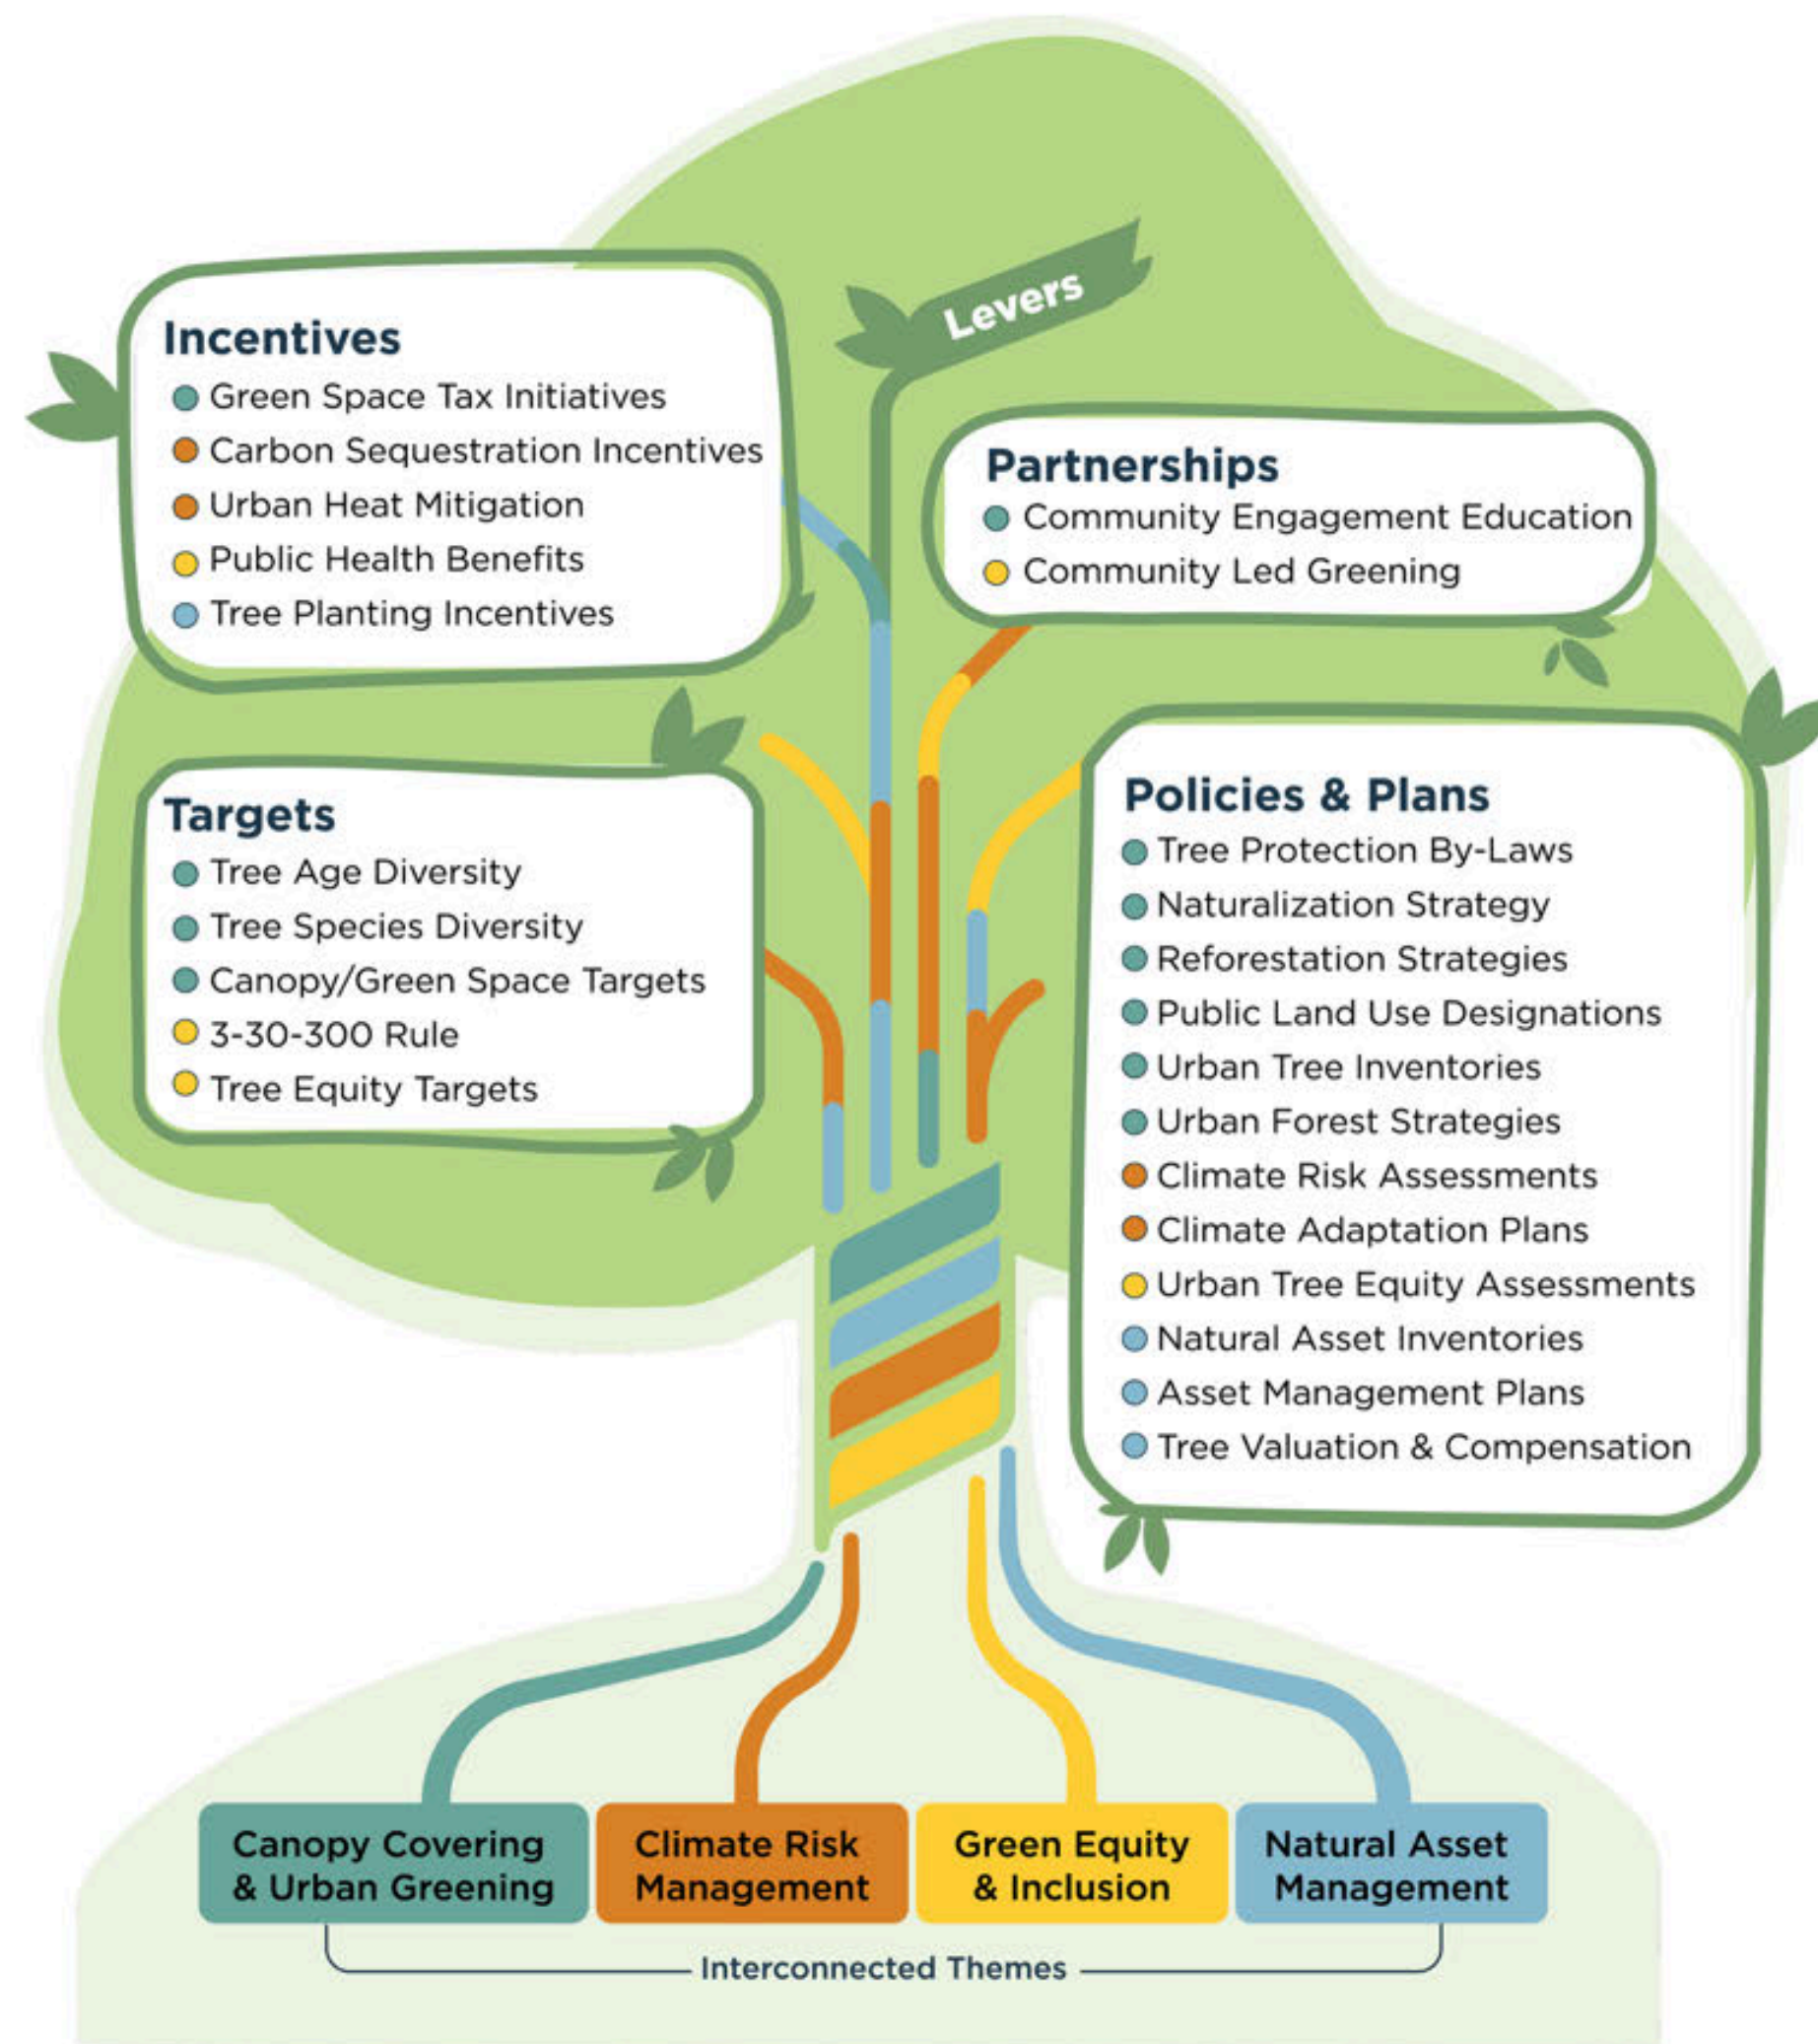 Levers
Incentives
Green Space Tax Initiatives
Carbon Sequestration Incentives
Urban Heat Mitigation
Public Health Benefits
Tree Planting Incentives
Partnerships
Community Engagement Education
Community Led Greening
Targets
Tree Age Diversity
Tree Species Diversity
Canopy/Green Space Targets
3-30-300 Rule
Tree Equity Targets
Policies & Plans
Tree Protection By-Laws
Naturalization Strategy
Reforestation Strategies
Public Land Use Designations
Urban Tree Inventories
Urban Forest Strategies
Climate Risk Assessments
Climate Adaptation Plans
Urban Tree Equity Assessments
Natural Asset Inventories
Asset Management Plans
Tree Valuation & Compensation
Canopy Covering
& Urban Greening
Climate Risk
Management
Green Equity
& Inclusion
Natural Asset
Management
Interconnected Themes